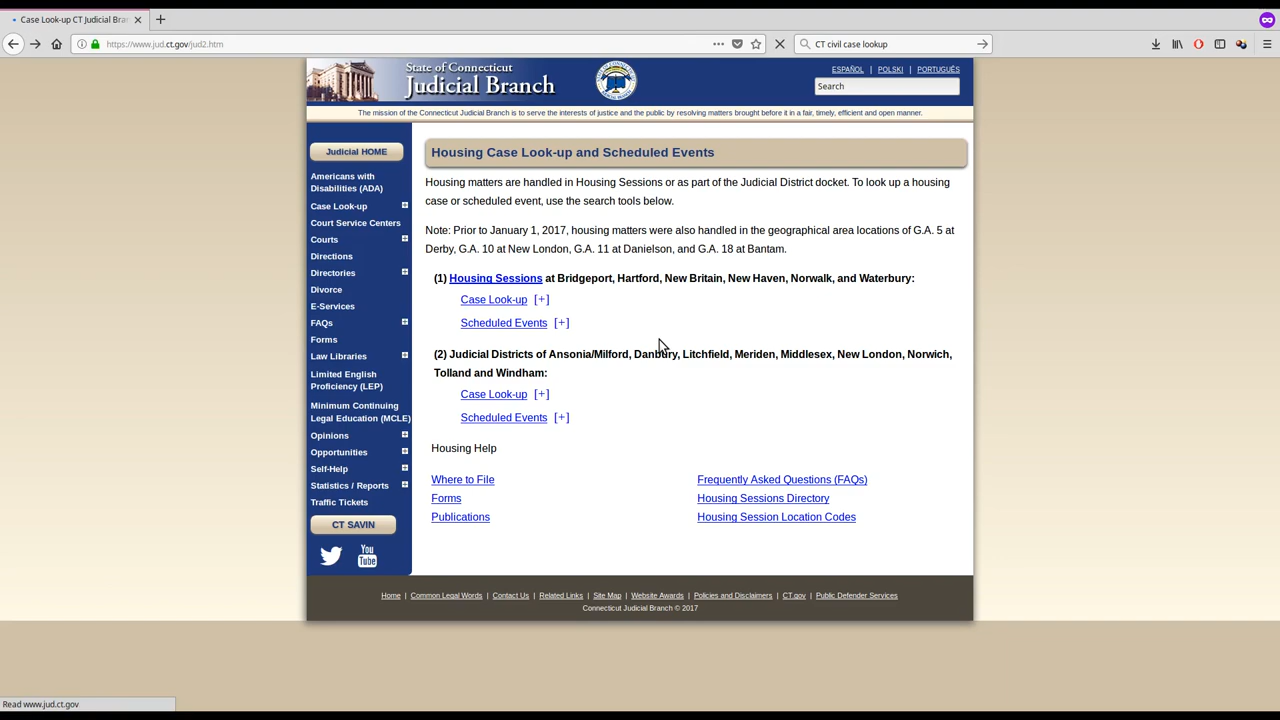 Case Look-up CT Judicial Bra
https://www.jud.ct.gov/jud2.htm
CT civil case lookup
State of Connecticut
Judicial Branch
ESPAÑOL | POLSKI | PORTUGUÊS
Search
The mission of the Connecticut Judicial Branch is to serve the interests of justice and the public by resolving matters brought before it in a fair, timely, efficient and open manner.
Judicial HOME
Americans with
Disabilities (ADA)
Case Look-up
Court Service Centers
Courts
Directions
Directories
Divorce
E-Services
FAQs
Forms
Law Libraries
Limited English
Proficiency (LEP)
Minimum Continuing
Legal Education (MCLE)
Opinions
Opportunities
Self-Help
Statistics / Reports
Traffic Tickets
CT SAVIN
You
Tube
Housing Case Look-up and Scheduled Events
Housing matters are handled in Housing Sessions or as part of the Judicial District docket. To look up a housing
case or scheduled event, use the search tools below.
Note: Prior to January 1, 2017, housing matters were also handled in the geographical area locations of G.A. 5 at
Derby, G.A. 10 at New London, G.A. 11 at Danielson, and G.A. 18 at Bantam.
(1) Housing Sessions at Bridgeport, Hartford, New Britain, New Haven, Norwalk, and Waterbury:
Case Look-up [+]
Scheduled Events [+]
(2) Judicial Districts of Ansonia/Milford, Danbury, Litchfield, Meriden, Middlesex, New London, Norwich,
Tolland and Windham:
Case Look-up [+]
Scheduled Events [+]
Housing Help
Where to File
Frequently Asked Questions (FAQs)
Forms
Housing Sessions Directory
Publications
Housing Session Location Codes
Home | Common Legal Words | Contact Us | Related Links | Site Map | Website Awards | Policies and Disclaimers | CT.gov | Public Defender Services
Connecticut Judicial Branch © 2017
Read www.jud.ct.gov